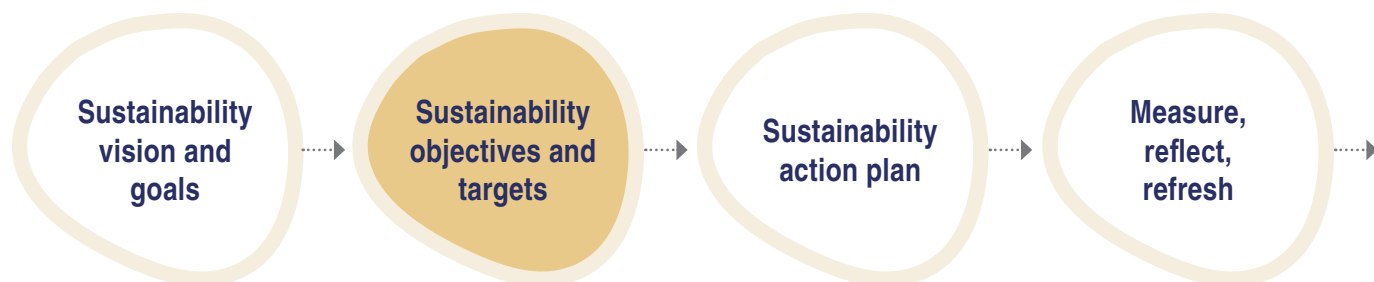 Sustainability
vision and
goals
Sustainability
objectives and
targets
Sustainability
action plan
Measure,
reflect,
refresh